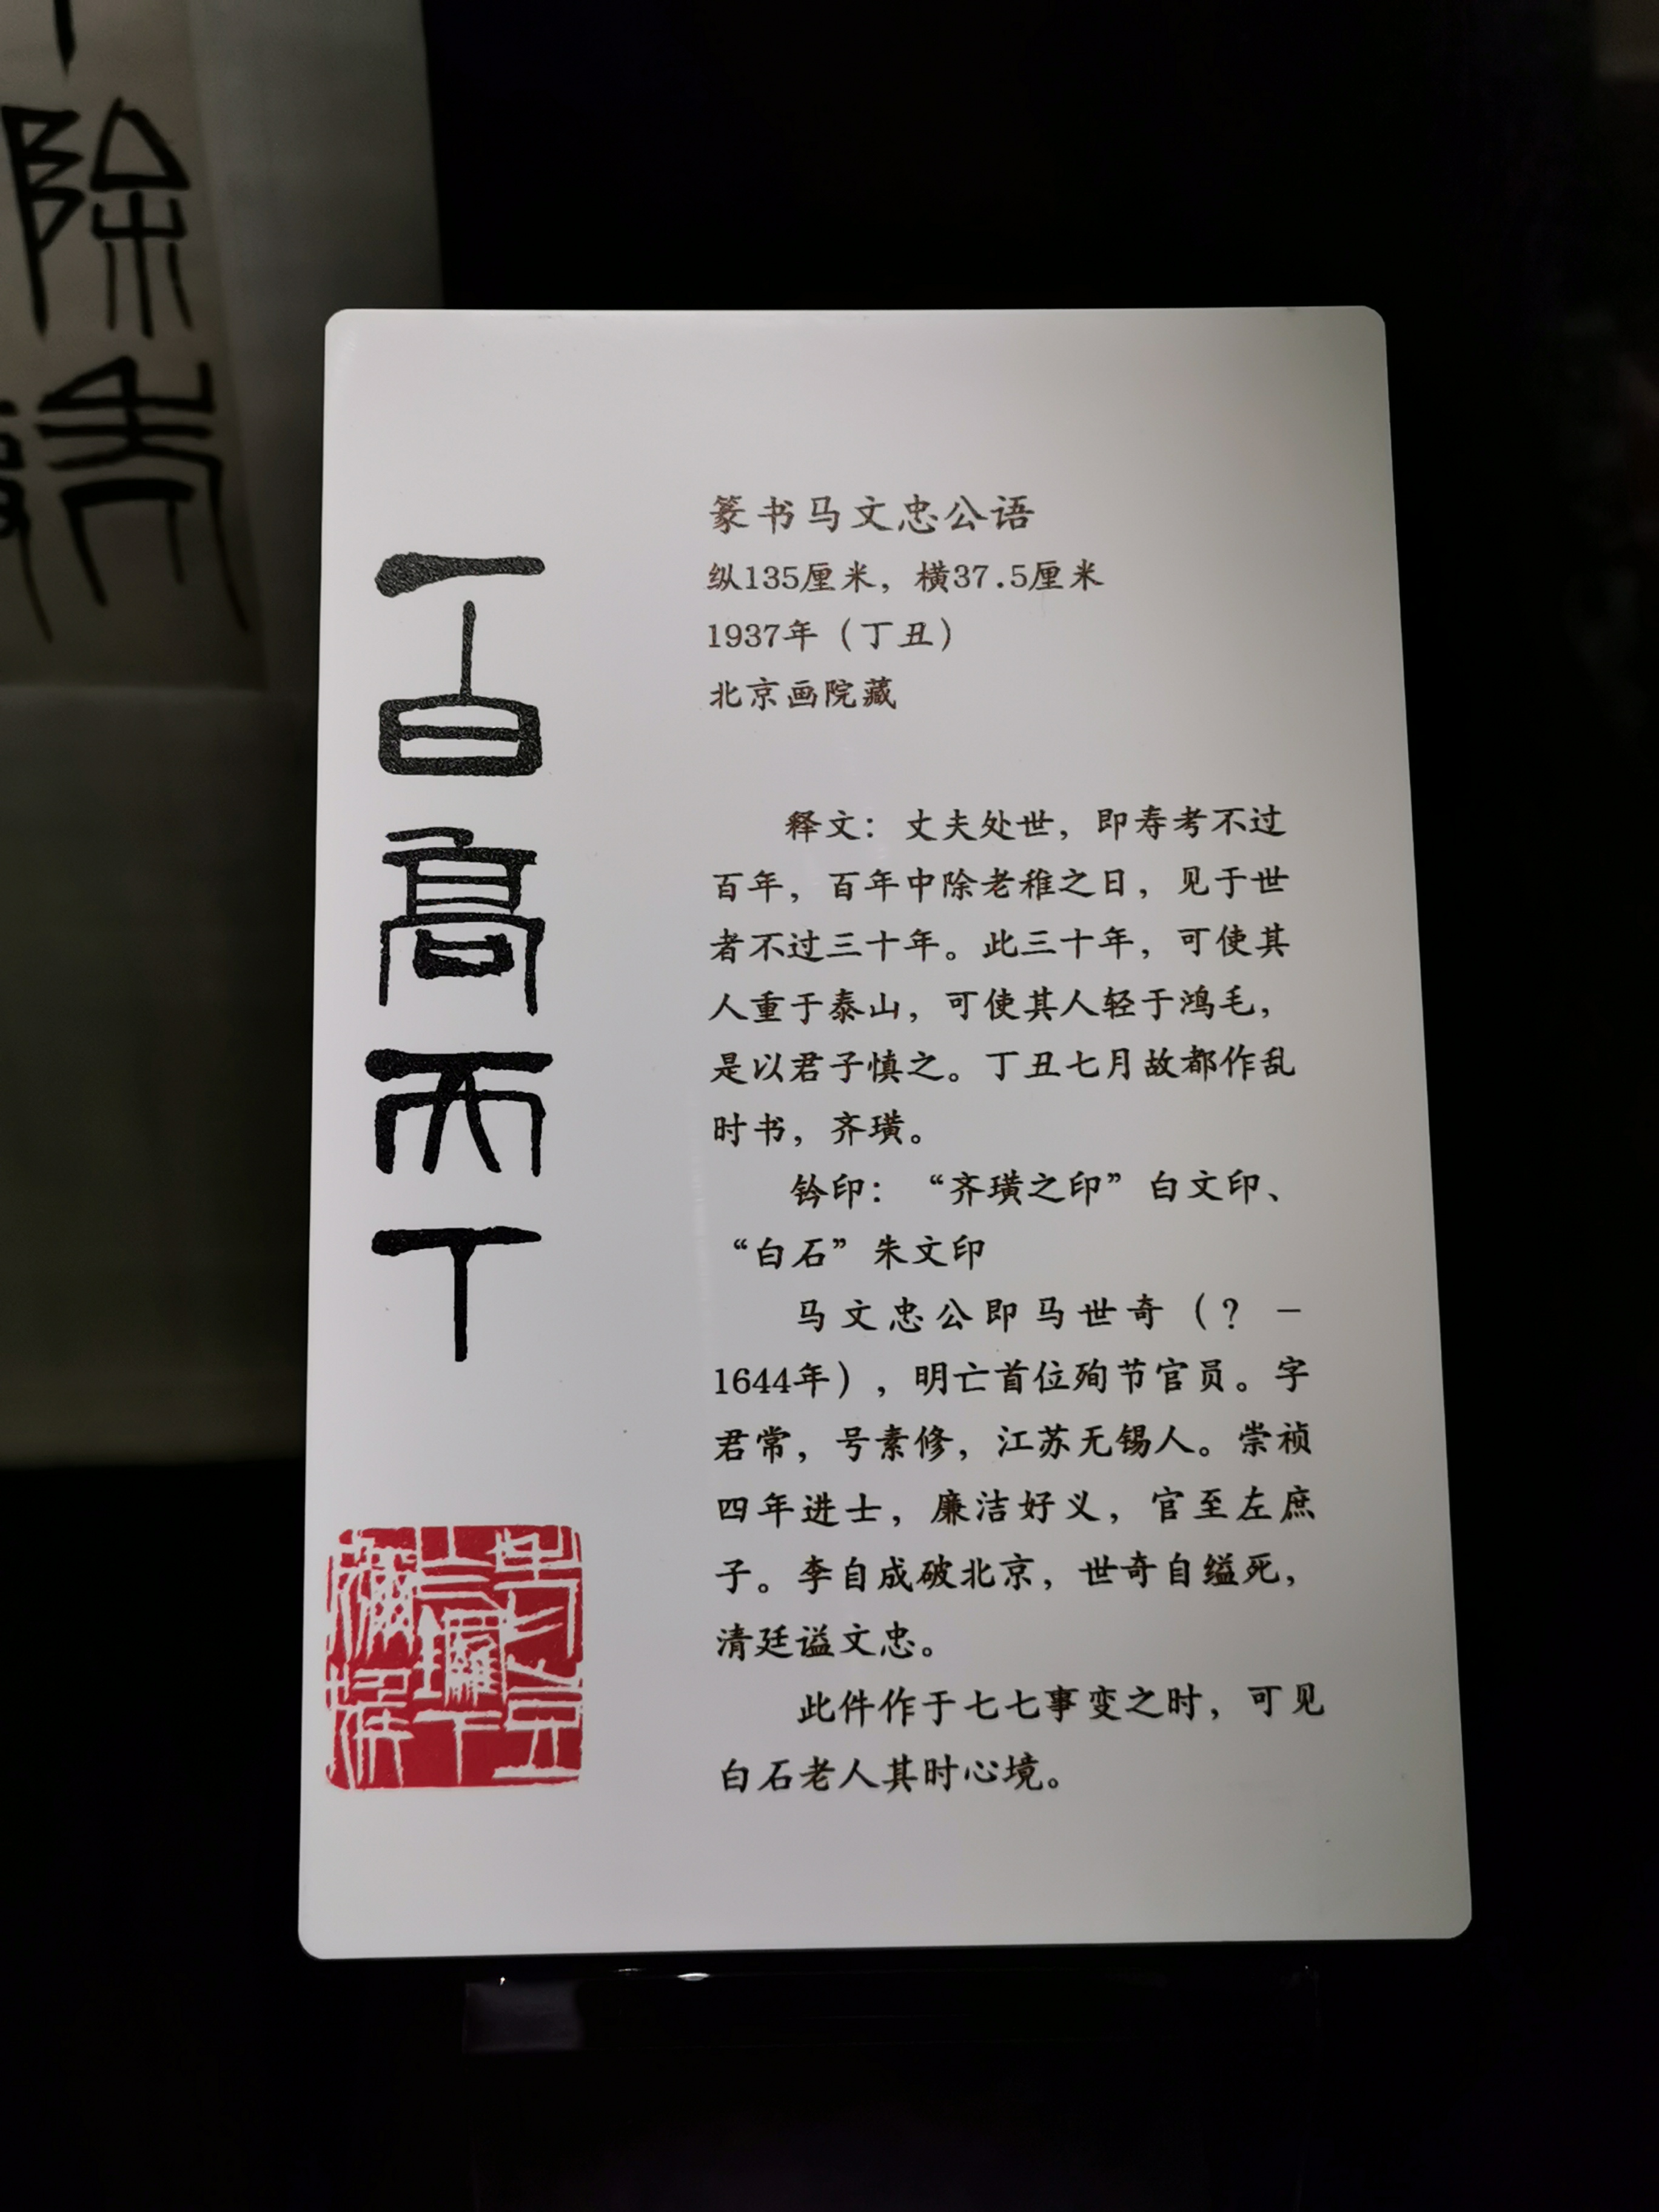 除
篆书马文忠公语
纵135厘米，横37.5厘米
1937年（丁丑）
北京画院藏
释文：丈夫处世，即寿考不过
百年，百年中除老稚之日，见于世
者不过三十年。此三十年，可使其
人重于泰山，可使其人轻于鸿毛，
是以君子慎之。丁丑七月故都作乱
时书，齐璜。
钤印：“齐璜之印”白文印、
“白石”朱文印
马文忠公即马世奇（？－
1644年），明亡首位殉节官员。字
君常，号素修，江苏无锡人。崇祯
四年进士，廉洁好义，官至左庶
子。李自成破北京，世奇自缢死，
清廷谥文忠。
此件作于七七事变之时，可见
白石老人其时心境。